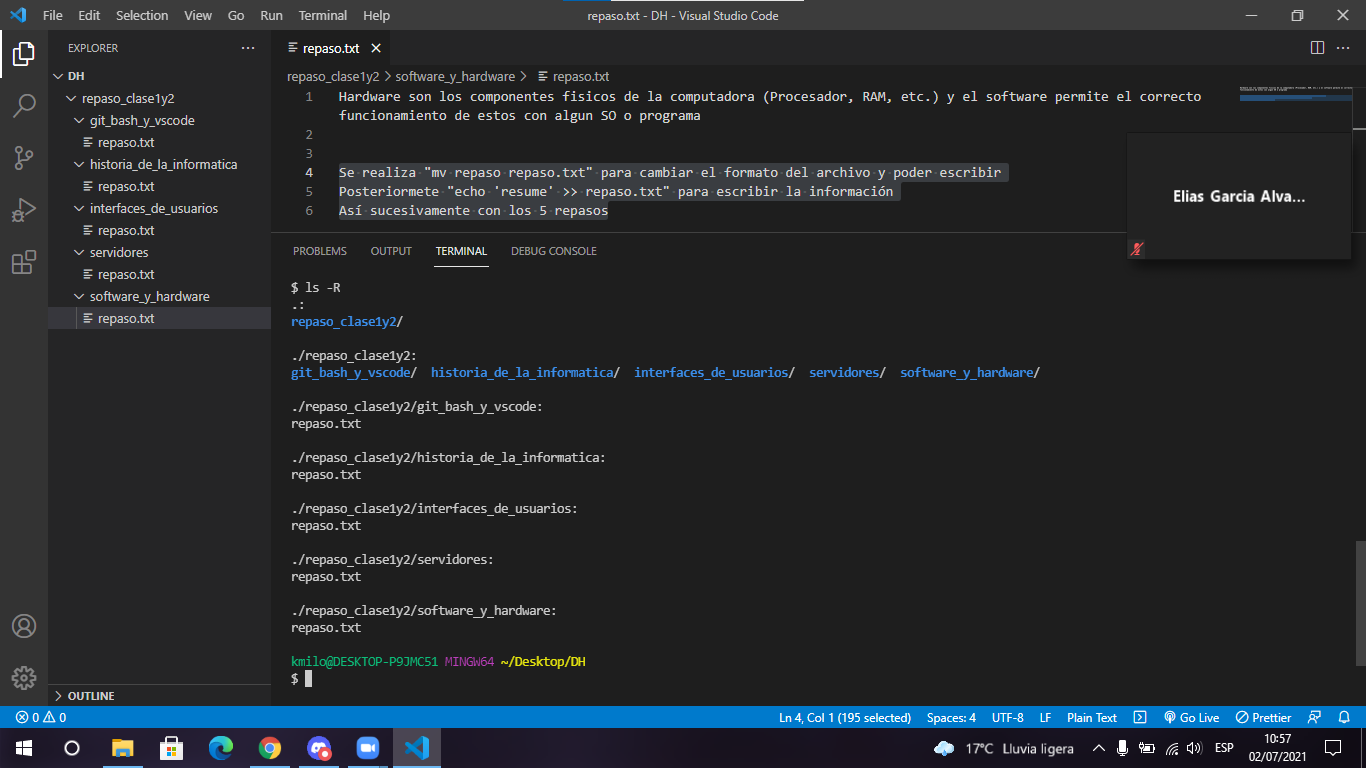 File Edit Selection View Go Run Terminal Help
repaso.txt - DH - Visual Studio Code
EXPLORER
DH
repaso_clase1y2
git_bash_y_vscode
repaso.txt
historia_de_la_informatica
repaso.txt
interfaces_de_usuarios
repaso.txt
servidores
repaso.txt
software_y_hardware
repaso.txt
OUTLINE
repaso.txt
repaso_clase1y2 > software_y_hardware > repaso.txt
1 Hardware son los componentes fisicos de la computadora (Procesador, RAM, etc.) y el software permite el correcto
funcionamiento de estos con algun SO o programa
2
3
4 Se realiza "mv repaso repaso.txt" para cambiar el formato del archivo y poder escribir
5 Posteriormete "echo 'resume' >> repaso.txt" para escribir la información
6 Así sucesivamente con los 5 repasos
Elias Garcia Alva...
PROBLEMS OUTPUT TERMINAL DEBUG CONSOLE
$ ls -R
.:
repaso_clase1y2/
./repaso_clase1y2:
git_bash_y_vscode/ historia_de_la_informatica/ interfaces_de_usuarios/ servidores/ software_y_hardware/
./repaso_clase1y2/git_bash_y_vscode:
repaso.txt
./repaso_clase1y2/historia_de_la_informatica:
repaso.txt
./repaso_clase1y2/interfaces_de_usuarios:
repaso.txt
./repaso_clase1y2/servidores:
repaso.txt
./repaso_clase1y2/software_y_hardware:
repaso.txt
kmilo@DESKTOP-P9JMC51 MINGW64 ~/Desktop/DH
$
0 0 Ln 4, Col 1 (195 selected) Spaces: 4 UTF-8 LF Plain Text Go Live Prettier
17°C Lluvia ligera ESP 10:57
02/07/2021